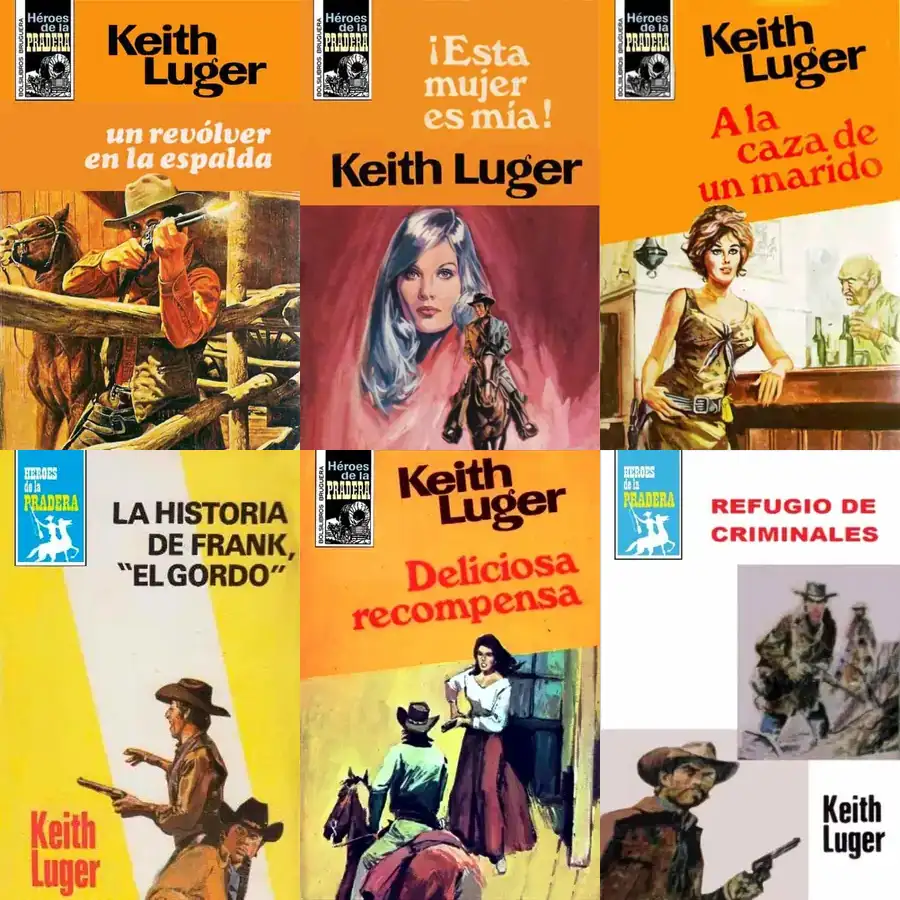 BOLSILIBROS BRUGUERA
Héroes
de la
PRADERA
Keith
Luger
un revólver
en la espalda
BOLSILIBROS BRUGUERA
Héroes
de la
PRADERA
¡Esta
mujer
es mía!
Keith Luger
BOLSILIBROS BRUGUERA
Héroes
de la
PRADERA
Keith
Luger
A la
caza de
un marido
HEROES
de la
PRADERA
LA HISTORIA
DE FRANK,
"EL GORDO"
Keith
Luger
BOLSILIBROS BRUGUERA
Héroes
de la
PRADERA
Keith
Luger
Deliciosa
recompensa
HEROES
de la
PRADERA
REFUGIO DE
CRIMINALES
Keith
Luger